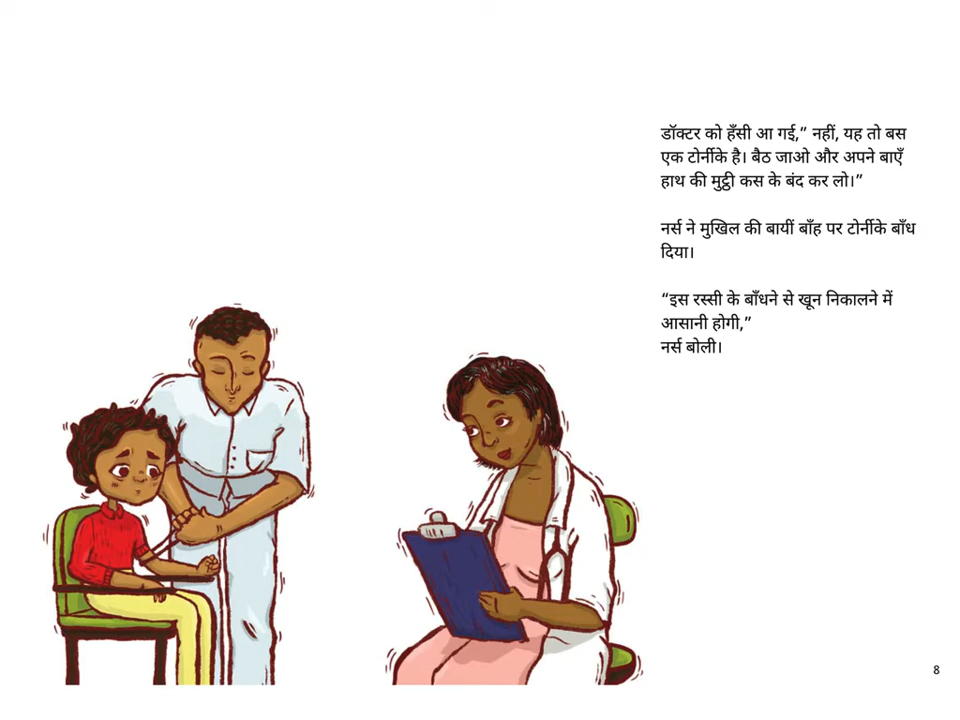 डॉक्टर को हँसी आ गई,” नहीं, यह तो बस
एक टोर्नीके है। बैठ जाओ और अपने बाएँ
हाथ की मुट्ठी कस के बंद कर लो।”
नर्स ने मुखिल की बायीं बाँह पर टोर्नीके बाँध
दिया।
“इस रस्सी के बाँधने से खून निकालने में
आसानी होगी,”
नर्स बोली।
8